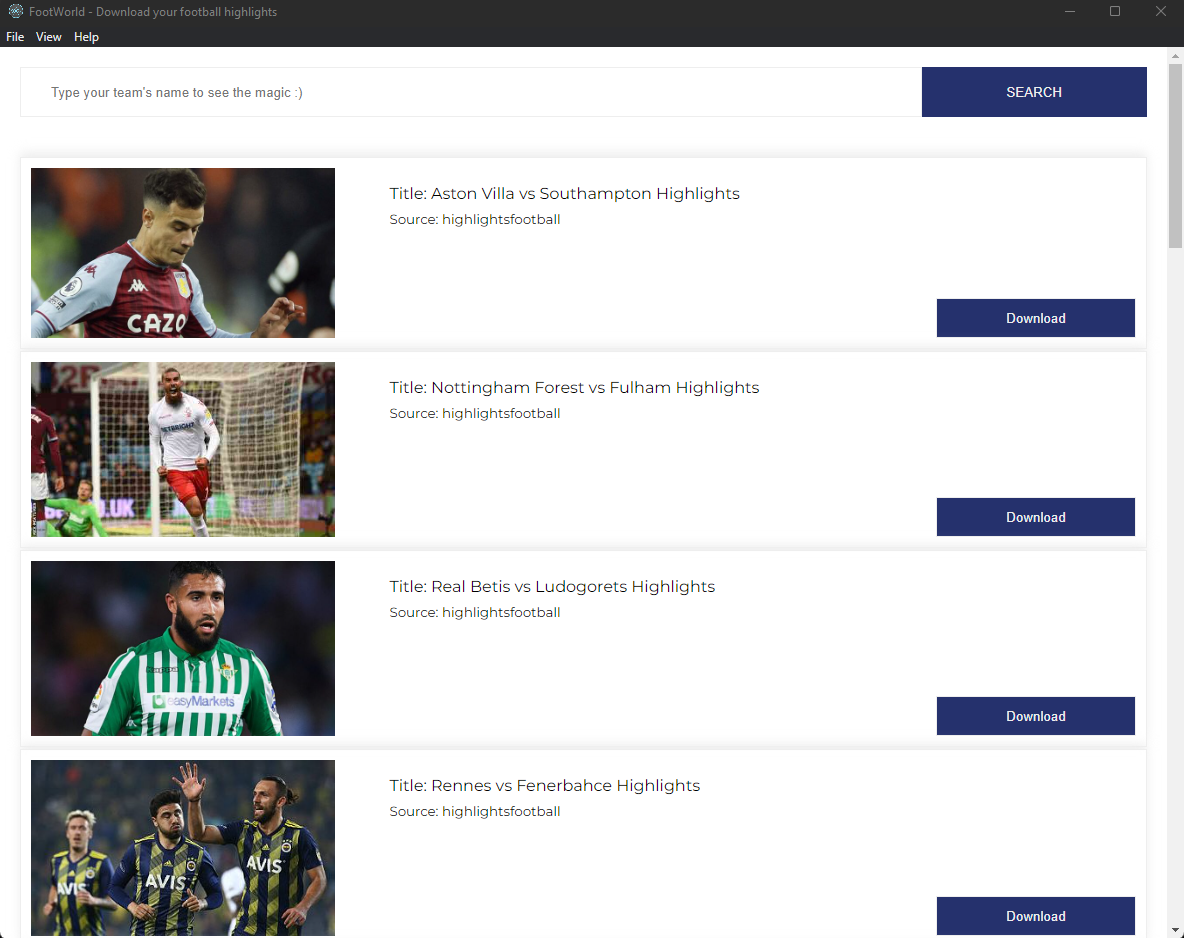 FootWorld - Download your football highlights
File View Help
Type your team's name to see the magic :)
SEARCH
Title: Aston Villa vs Southampton Highlights
Source: highlightsfootball
CAZO
Download
Title: Nottingham Forest vs Fulham Highlights
Source: highlightsfootball
BETBRIGHT
.UK
Download
Title: Real Betis vs Ludogorets Highlights
Source: highlightsfootball
Kappa
easyMarkets
Download
Title: Rennes vs Fenerbahce Highlights
Source: highlightsfootball
AVIS
AVIS
AVIS
Download